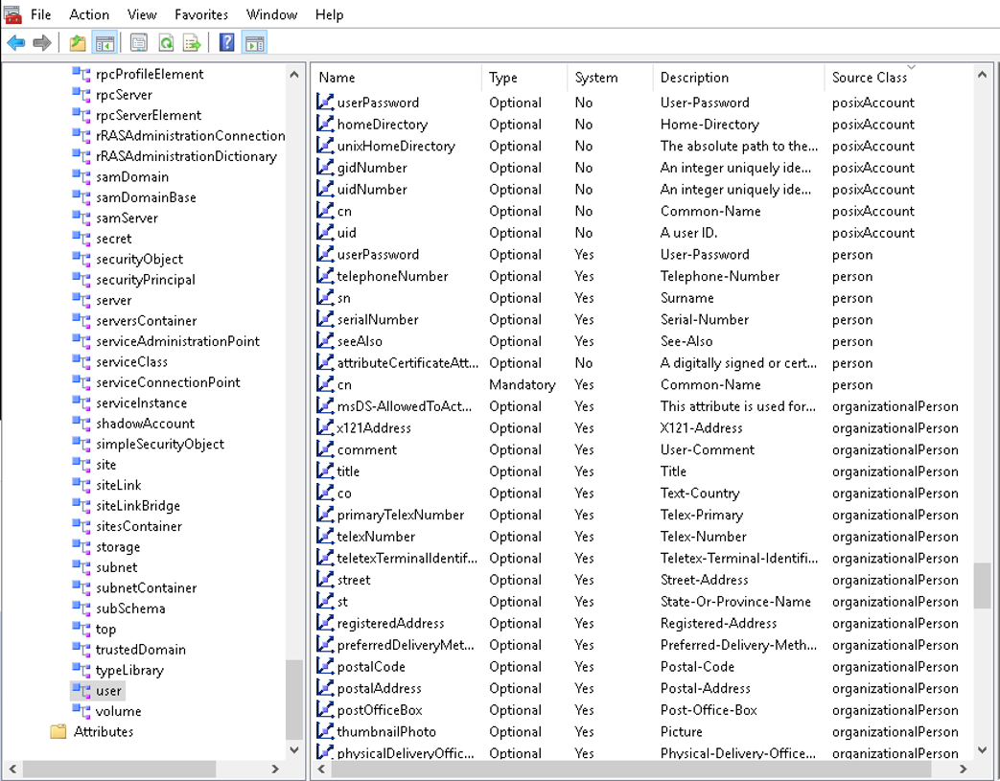 File Action View Favorites Window Help
rpcProfileElement
rpcServer
rpcServerElement
rRASAdministrationConnection
rRASAdministrationDictionary
samDomain
samDomainBase
samServer
secret
securityObject
securityPrincipal
server
serversContainer
serviceAdministrationPoint
serviceClass
serviceConnectionPoint
serviceInstance
shadowAccount
simpleSecurityObject
site
siteLink
siteLinkBridge
sitesContainer
storage
subnet
subnetContainer
subSchema
top
trustedDomain
typeLibrary
user
volume
Attributes
Name Type System Description Source Class
userPassword Optional No User-Password posixAccount
homeDirectory Optional No Home-Directory posixAccount
unixHomeDirectory Optional No The absolute path to the... posixAccount
gidNumber Optional No An integer uniquely ide... posixAccount
uidNumber Optional No An integer uniquely ide... posixAccount
cn Optional No Common-Name posixAccount
uid Optional No A user ID. posixAccount
userPassword Optional Yes User-Password person
telephoneNumber Optional Yes Telephone-Number person
sn Optional Yes Surname person
serialNumber Optional Yes Serial-Number person
seeAlso Optional Yes See-Also person
attributeCertificateAtt... Optional No A digitally signed or cert... person
cn Mandatory Yes Common-Name person
msDS-AllowedToAct... Optional Yes This attribute is used for... organizationalPerson
x121Address Optional Yes X121-Address organizationalPerson
comment Optional Yes User-Comment organizationalPerson
title Optional Yes Title organizationalPerson
co Optional Yes Text-Country organizationalPerson
primaryTelexNumber Optional Yes Telex-Primary organizationalPerson
telexNumber Optional Yes Telex-Number organizationalPerson
teletexTerminalIdentif... Optional Yes Teletex-Terminal-Identifi... organizationalPerson
street Optional Yes Street-Address organizationalPerson
st Optional Yes State-Or-Province-Name organizationalPerson
registeredAddress Optional Yes Registered-Address organizationalPerson
preferredDeliveryMet... Optional Yes Preferred-Delivery-Meth... organizationalPerson
postalCode Optional Yes Postal-Code organizationalPerson
postalAddress Optional Yes Postal-Address organizationalPerson
postOfficeBox Optional Yes Post-Office-Box organizationalPerson
thumbnailPhoto Optional Yes Picture organizationalPerson
physicalDeliveryOffic... Optional Yes Physical-Delivery-Office... organizationalPerson